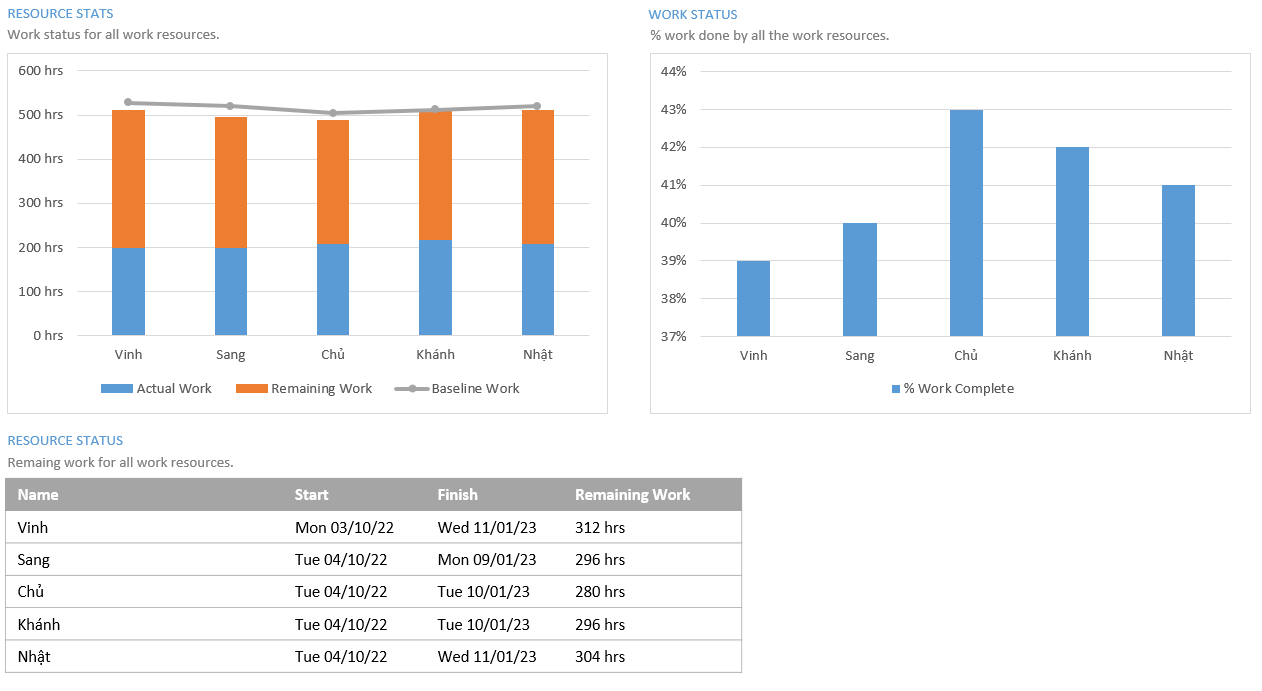 RESOURCE STATS
Work status for all work resources.
600 hrs
500 hrs
400 hrs
300 hrs
200 hrs
100 hrs
0 hrs
Vinh Sang Chủ Khánh Nhật
Actual Work Remaining Work Baseline Work
WORK STATUS
% work done by all the work resources.
44%
43%
42%
41%
40%
39%
38%
37%
Vinh Sang Chủ Khánh Nhật
% Work Complete
RESOURCE STATUS
Remaing work for all work resources.
Name Start Finish Remaining Work
Vinh Mon 03/10/22 Wed 11/01/23 312 hrs
Sang Tue 04/10/22 Mon 09/01/23 296 hrs
Chủ Tue 04/10/22 Tue 10/01/23 280 hrs
Khánh Tue 04/10/22 Tue 10/01/23 296 hrs
Nhật Tue 04/10/22 Wed 11/01/23 304 hrs